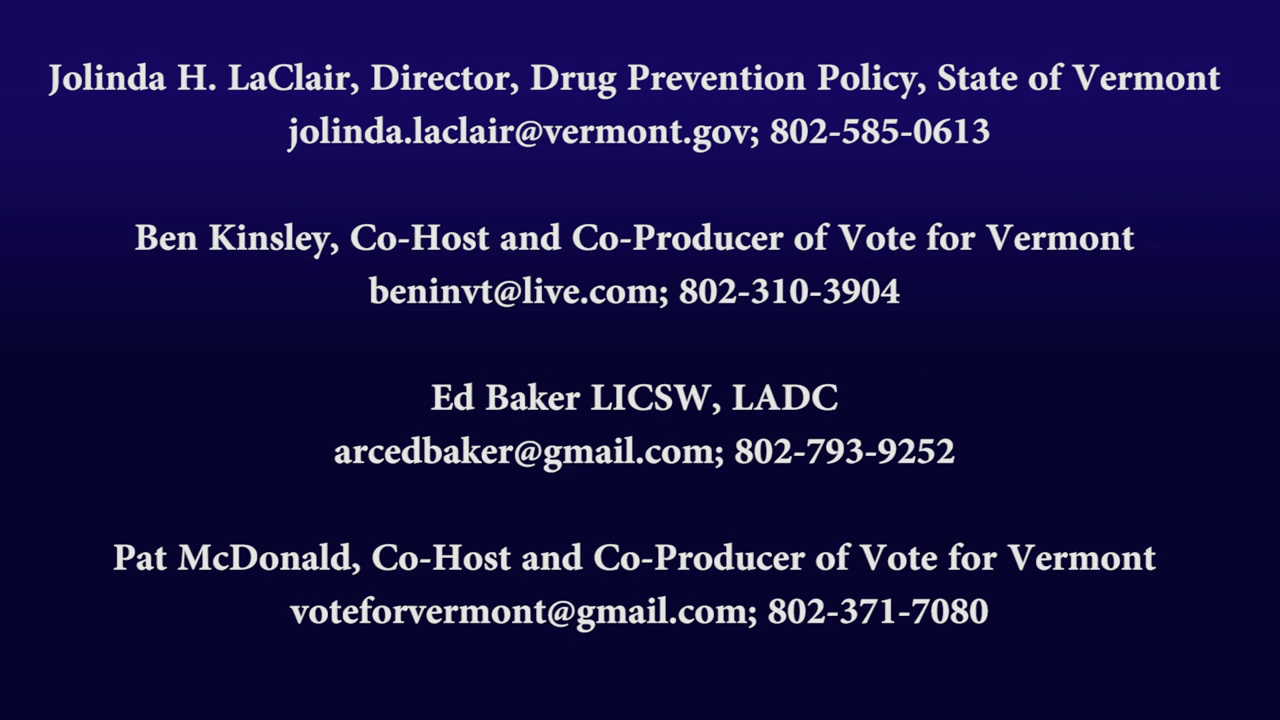 Jolinda H. LaClair, Director, Drug Prevention Policy, State of Vermont
jolinda.laclair@vermont.gov; 802-585-0613
Ben Kinsley, Co-Host and Co-Producer of Vote for Vermont
beninvt@live.com; 802-310-3904
Ed Baker LICSW, LADC
arcedbaker@gmail.com; 802-793-9252
Pat McDonald, Co-Host and Co-Producer of Vote for Vermont
voteforvermont@gmail.com; 802-371-7080